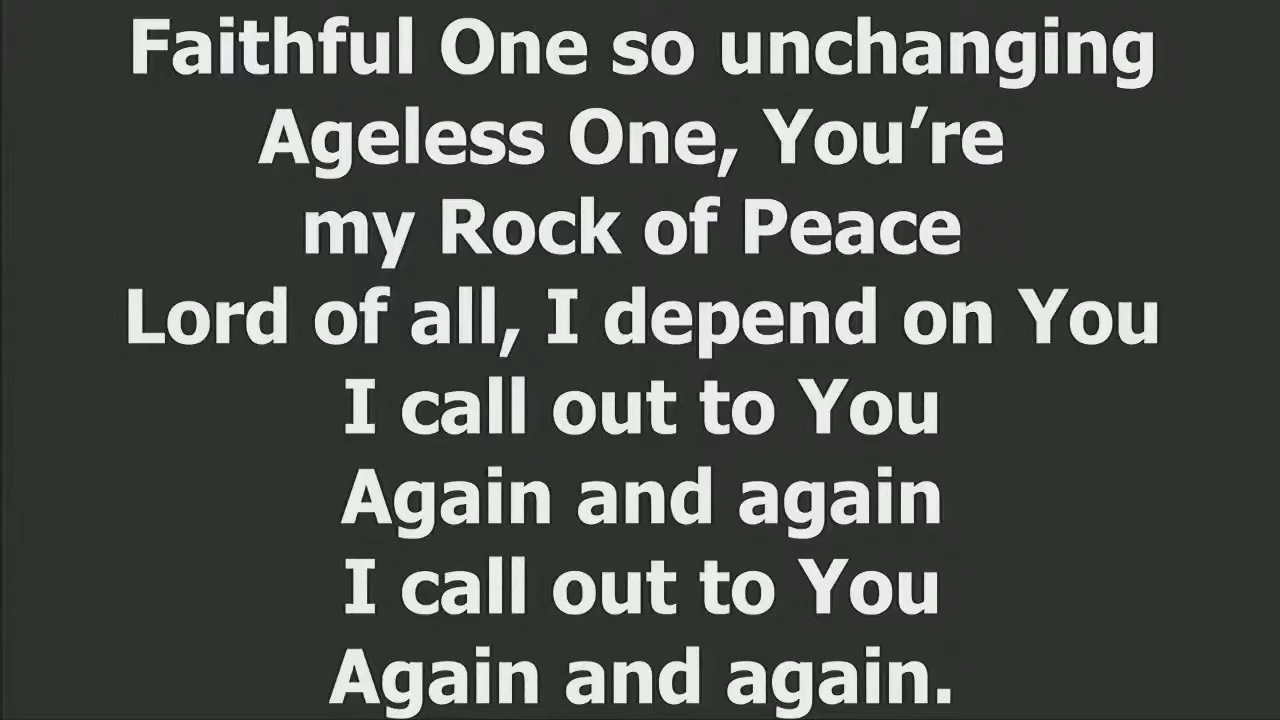 Faithful One so unchanging
Ageless One, You’re
my Rock of Peace
Lord of all, I depend on You
I call out to You
Again and again
I call out to You
Again and again.